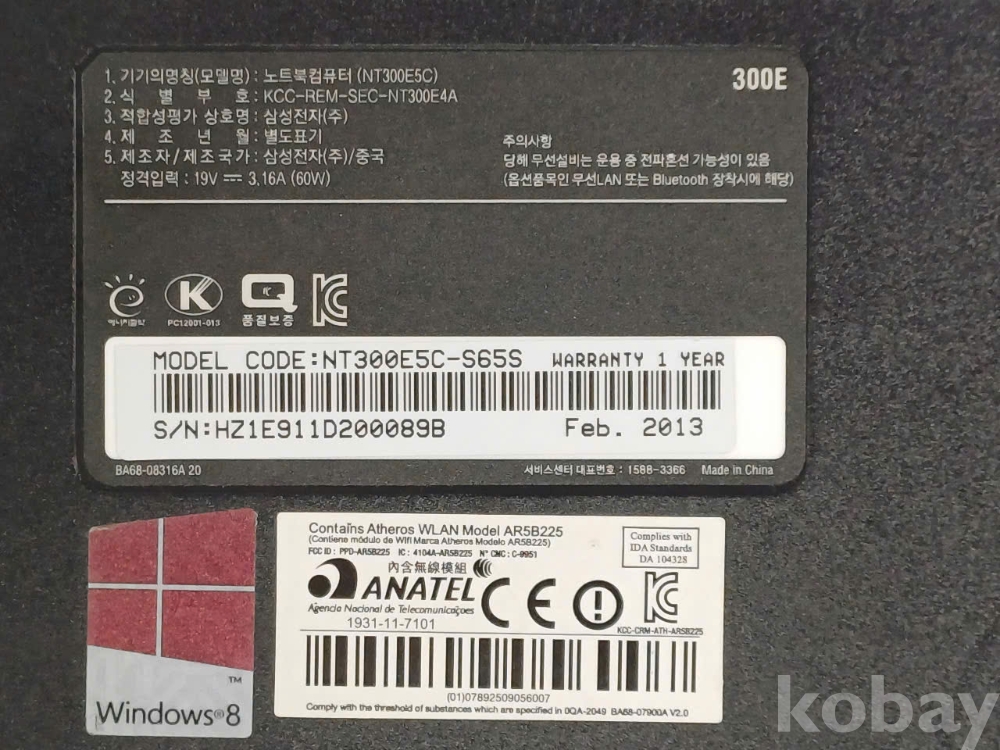 1. 기기의명칭(모델명) : 노트북컴퓨터 (NT300E5C)
2. 식 별 부 호 : KCC-REM-SEC-NT300E4A
3. 적합성평가 상호명 : 삼성전자(주)
4. 제 조 년 월 : 별도표기
5. 제조자/제조국가 : 삼성전자(주)/중국
정격입력 : 19V 3.16A (60W)
300E
주의사항
당해 무선설비는 운용 중 전파혼선 가능성이 있음
(옵션품목인 무선LAN 또는 Bluetooth 장착시에 해당)
에너지절약
K
PC12001-013
품질보증
MODEL CODE:NT300E5C-S65S WARRANTY 1 YEAR
S/N:HZ1E911D200089B Feb. 2013
BA68-08316A 20
서비스센터 대표번호 : 1588-3366 Made in China
Windows®8
TM
Contains Atheros WLAN Model AR5B225
(Contiene módulo de Wifi Marca Atheros Modelo AR5B225)
FCC ID : PPD-AR5B225 IC : 4104A-AR5B225 N° CMC : C-9951
內含無線模組
ANATEL
Agência Nacional de Telecomunicações
1931-11-7101
CE
Complies with
IDA Standards
DA 104328
KCC-CRM-ATH-AR5B225
(01)07892509056007
Comply with the threshold of substances which are specified in 0QA-2049 BA68-07900A V2.0
kobay